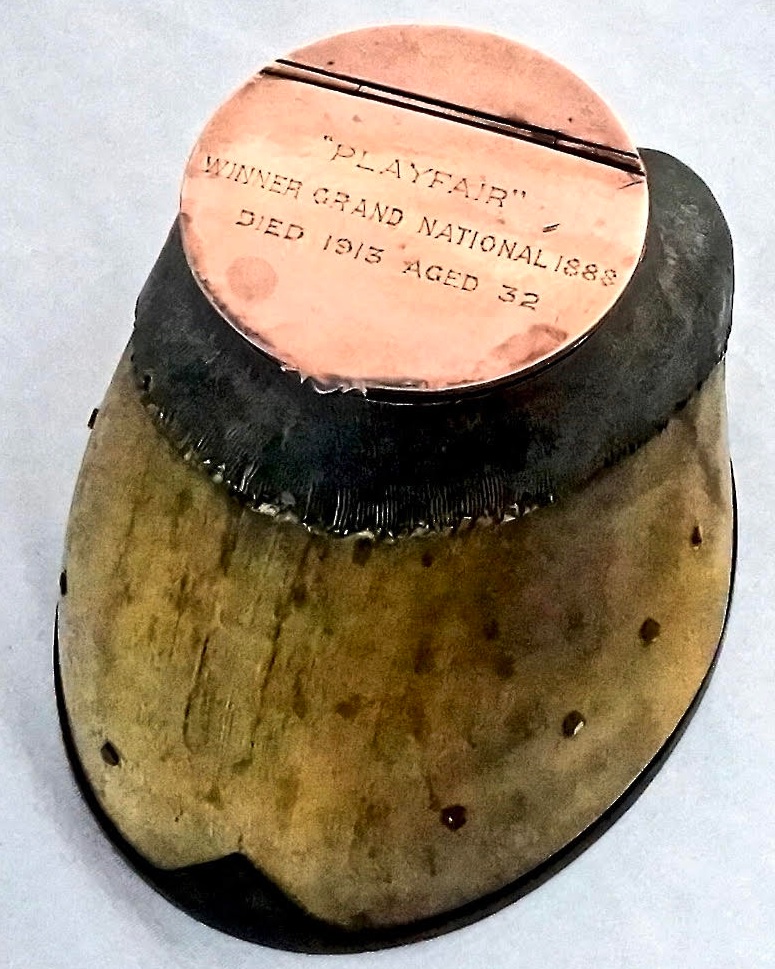 "PLAYFAIR"
WINNER GRAND NATIONAL 1888
DIED 1913 AGED 32